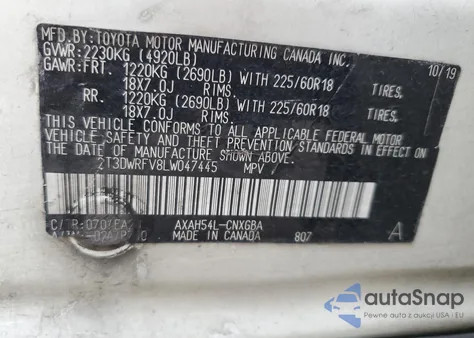 MFD. BY: TOYOTA MOTOR MANUFACTURING CANADA INC.
GVWR: 2230KG (4920LB) 10/19
GAWR: FRT. 1220KG (2690LB) WITH 225/60R18 TIRES.
18X7.0J RIMS.
RR. 1220KG (2690LB) WITH 225/60R18 TIRES.
18X7.0J RIMS.
THIS VEHICLE CONFORMS TO ALL APPLICABLE FEDERAL MOTOR
VEHICLE SAFETY AND THEFT PREVENTION STANDARDS IN EFFECT ON
THE DATE OF MANUFACTURE SHOWN ABOVE.
2T3DWRFV8LW047445 MPV
AXAH54L-CNXGBA
MADE IN CANADA 807 A
autoSnap
Pewne auto z aukcji USA i EU